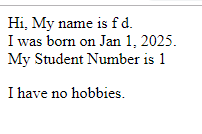 Hi, My name is f d.
I was born on Jan 1, 2025.
My Student Number is 1
I have no hobbies.